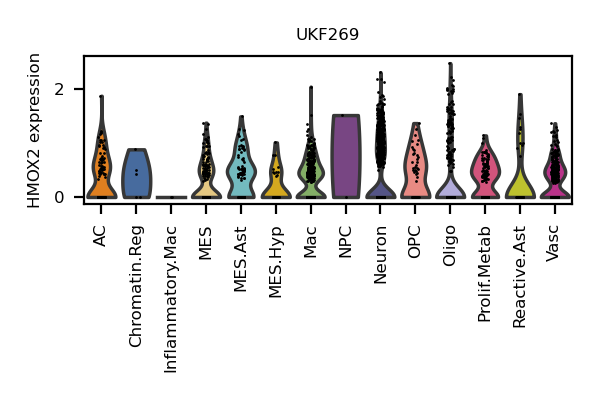 UKF269
HMOX2 expression
2
0
AC
Chromatin.Reg
Inflammatory.Mac
MES
MES.Ast
MES.Hyp
Mac
NPC
Neuron
OPC
Oligo
Prolif.Metab
Reactive.Ast
Vasc